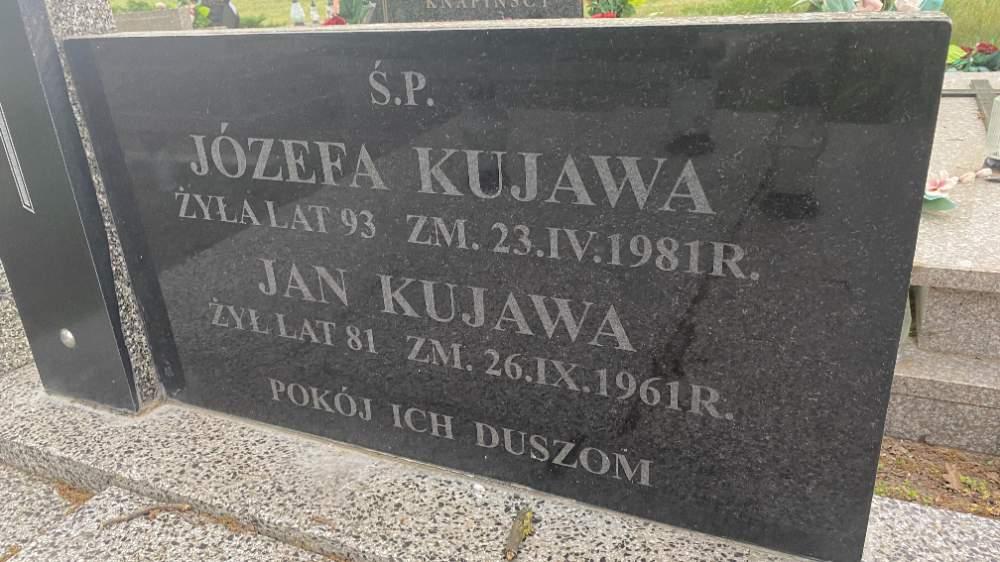 KNAPIŃSCY
Ś.P.
JÓZEFA KUJAWA
ŻYŁA LAT 93 ZM. 23.IV.1981R.
JAN KUJAWA
ŻYŁ LAT 81 ZM. 26.IX.1961R.
POKÓJ ICH DUSZOM